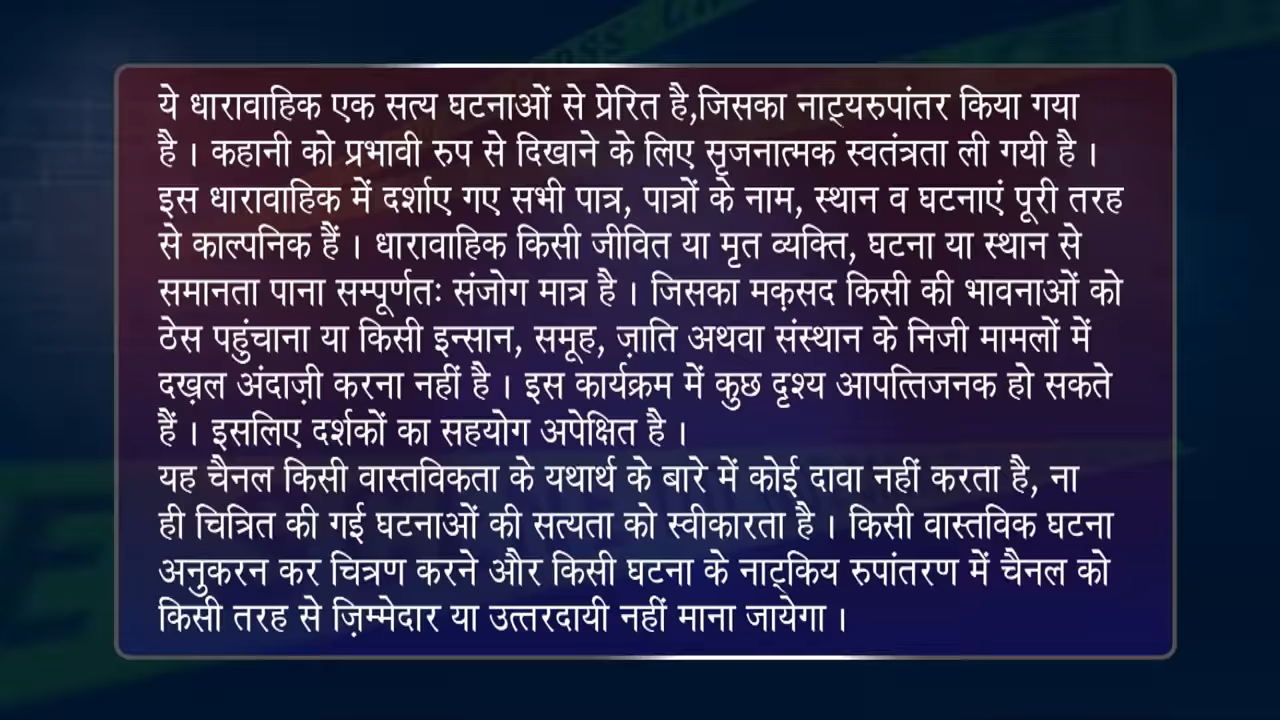 ये धारावाहिक एक सत्य घटनाओं से प्रेरित है,जिसका नाट्यरुपांतर किया गया
है । कहानी को प्रभावी रुप से दिखाने के लिए सृजनात्मक स्वतंत्रता ली गयी है ।
इस धारावाहिक में दर्शाए गए सभी पात्र, पात्रों के नाम, स्थान व घटनाएं पूरी तरह
से काल्पनिक हैं । धारावाहिक किसी जीवित या मृत व्यक्ति, घटना या स्थान से
समानता पाना सम्पूर्णतः संजोग मात्र है । जिसका मक़सद किसी की भावनाओं को
ठेस पहुंचाना या किसी इन्सान, समूह, ज़ाति अथवा संस्थान के निजी मामलों में
दख़ल अंदाज़ी करना नहीं है । इस कार्यक्रम में कुछ दृश्य आपत्तिजनक हो सकते
हैं । इसलिए दर्शकों का सहयोग अपेक्षित है ।
यह चैनल किसी वास्तविकता के यथार्थ के बारे में कोई दावा नहीं करता है, ना
ही चित्रित की गई घटनाओं की सत्यता को स्वीकारता है । किसी वास्तविक घटना
अनुकरन कर चित्रण करने और किसी घटना के नाट्किय रुपांतरण में चैनल को
किसी तरह से ज़िम्मेदार या उत्तरदायी नहीं माना जायेगा ।